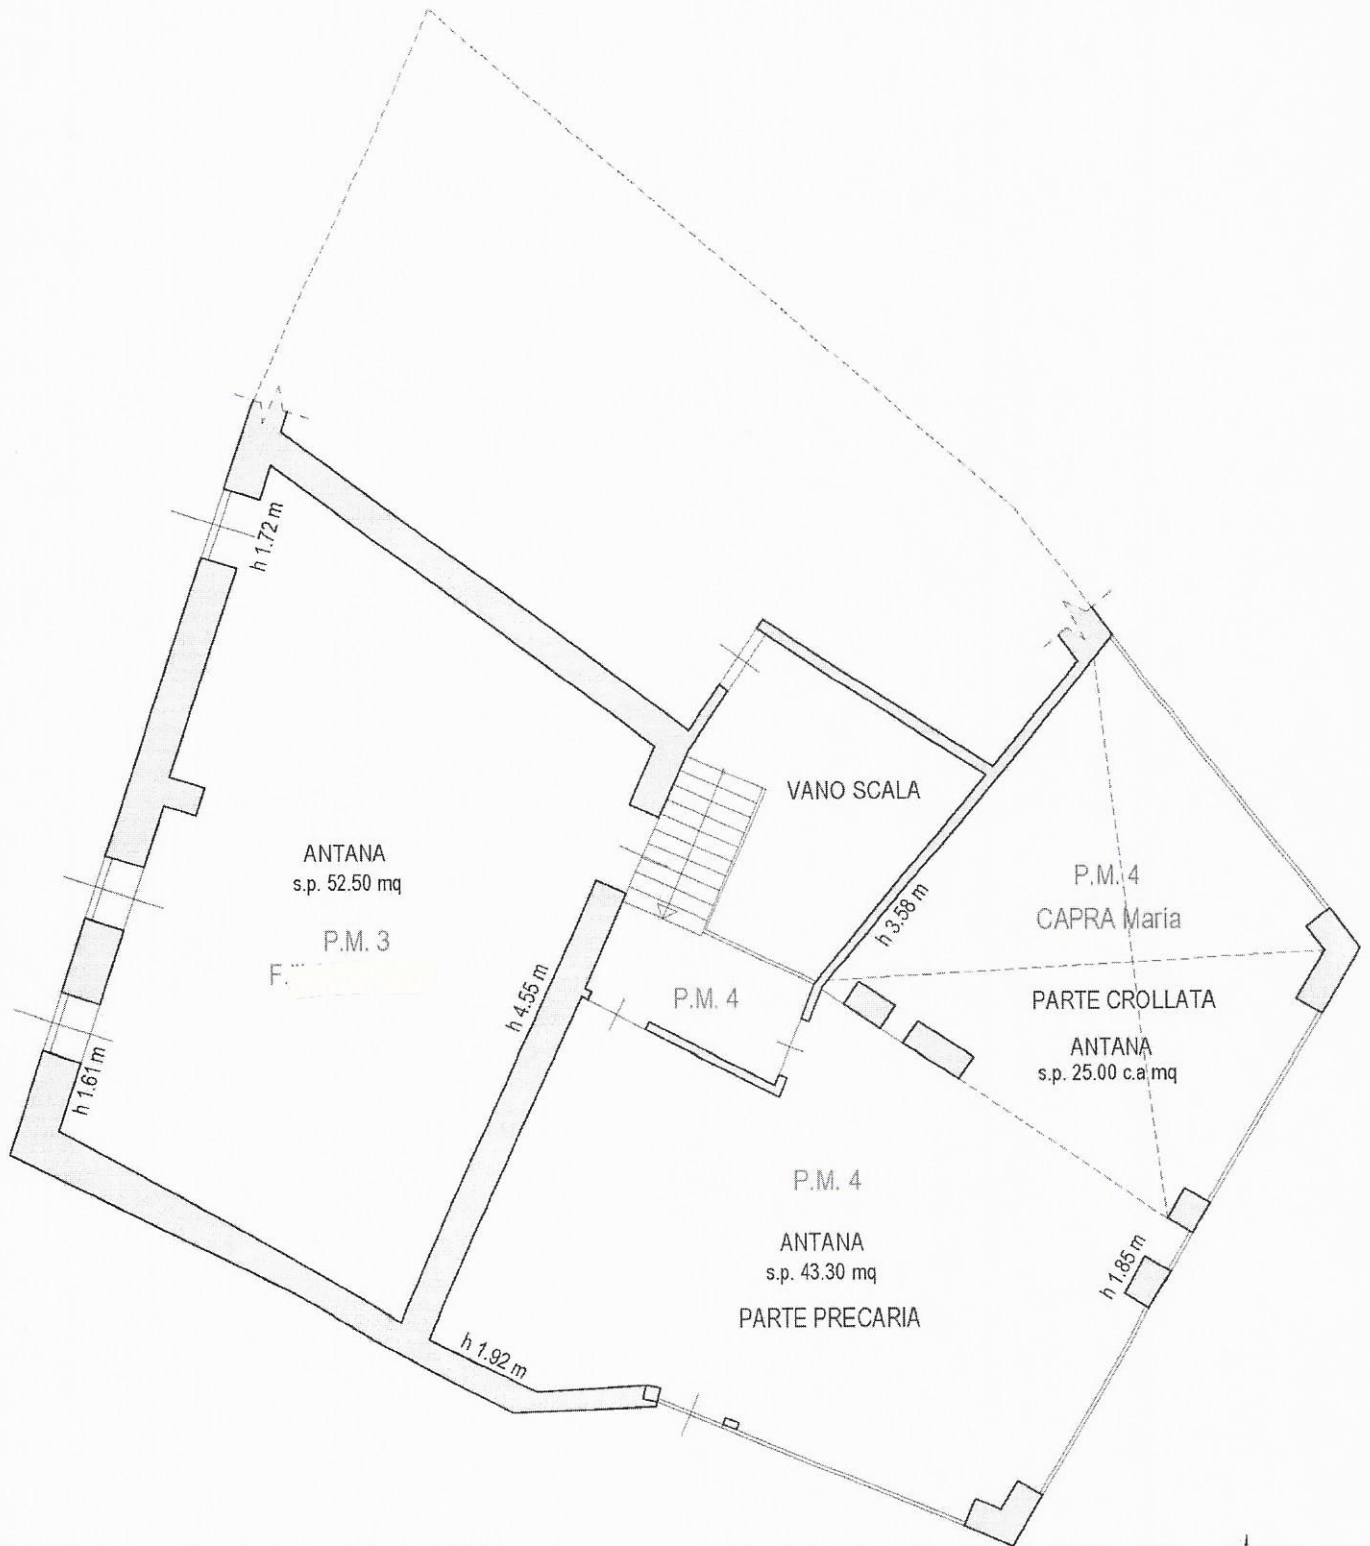 h 1.72 m
VANO SCALA
ANTANA
s.p. 52.50 mq
P.M. 3
F.
h 4.55 m
P.M. 4
h 3.58 m
P.M. 4
CAPRA Maria
PARTE CROLLATA
ANTANA
s.p. 25.00 c.a mq
h 1.61 m
P.M. 4
ANTANA
s.p. 43.30 mq
PARTE PRECARIA
h 1.85 m
h 1.92 m